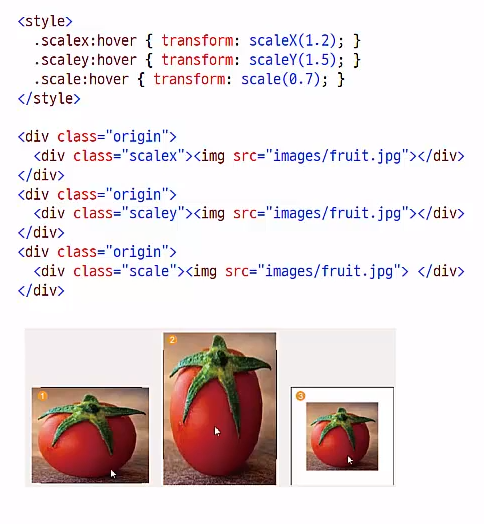 <style>
.scalex:hover { transform: scaleX(1.2); }
.scaley:hover { transform: scaleY(1.5); }
.scale:hover { transform: scale(0.7); }
</style>
<div class="origin">
<div class="scalex"><img src="images/fruit.jpg"></div>
</div>
<div class="origin">
<div class="scaley"><img src="images/fruit.jpg"></div>
</div>
<div class="origin">
<div class="scale"><img src="images/fruit.jpg"> </div>
</div>
1
2
3